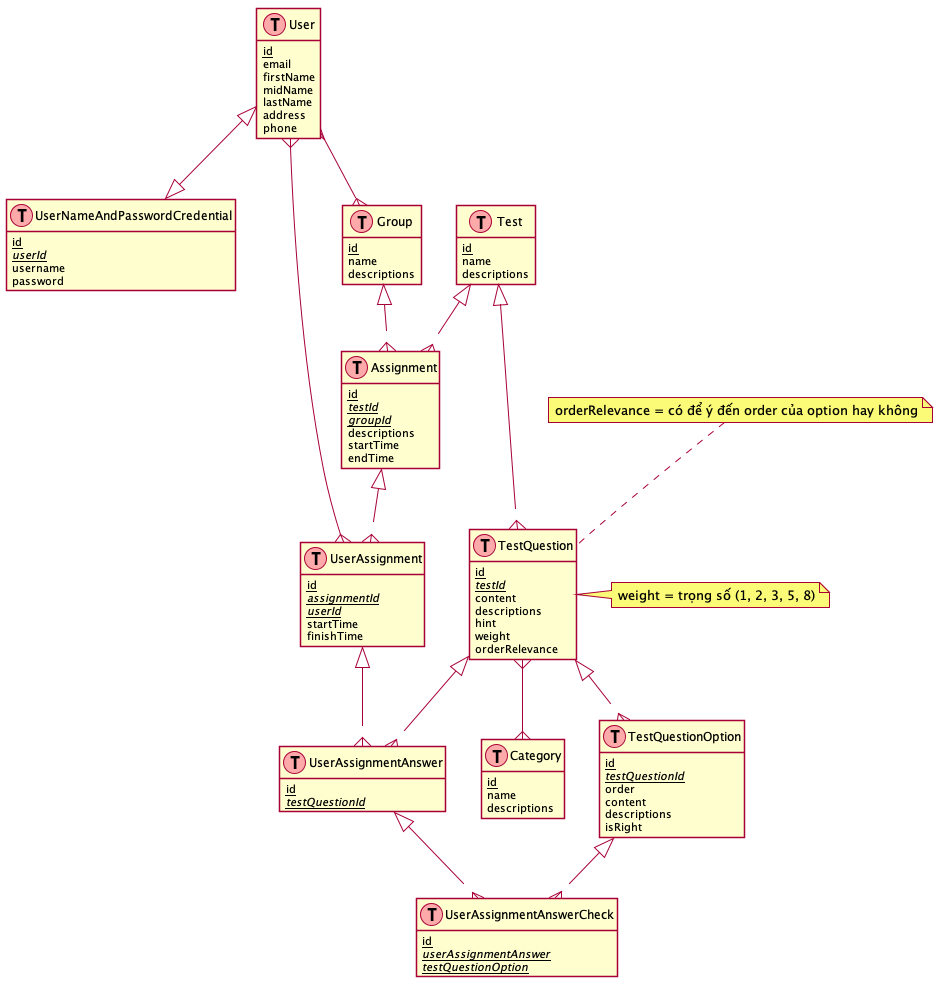 T User
id
email
firstName
midName
lastName
address
phone
T UserNameAndPasswordCredential
id
userId
username
password
T Group
id
name
descriptions
T Test
id
name
descriptions
T Assignment
id
testId
groupId
descriptions
startTime
endTime
orderRelevance = có để ý đến order của option hay không
T UserAssignment
id
assignmentId
userId
startTime
finishTime
T TestQuestion
id
testId
content
descriptions
hint
weight
orderRelevance
weight = trọng số (1, 2, 3, 5, 8)
T UserAssignmentAnswer
id
testQuestionId
T Category
id
name
descriptions
T TestQuestionOption
id
testQuestionId
order
content
descriptions
isRight
T UserAssignmentAnswerCheck
id
userAssignmentAnswer
testQuestionOption